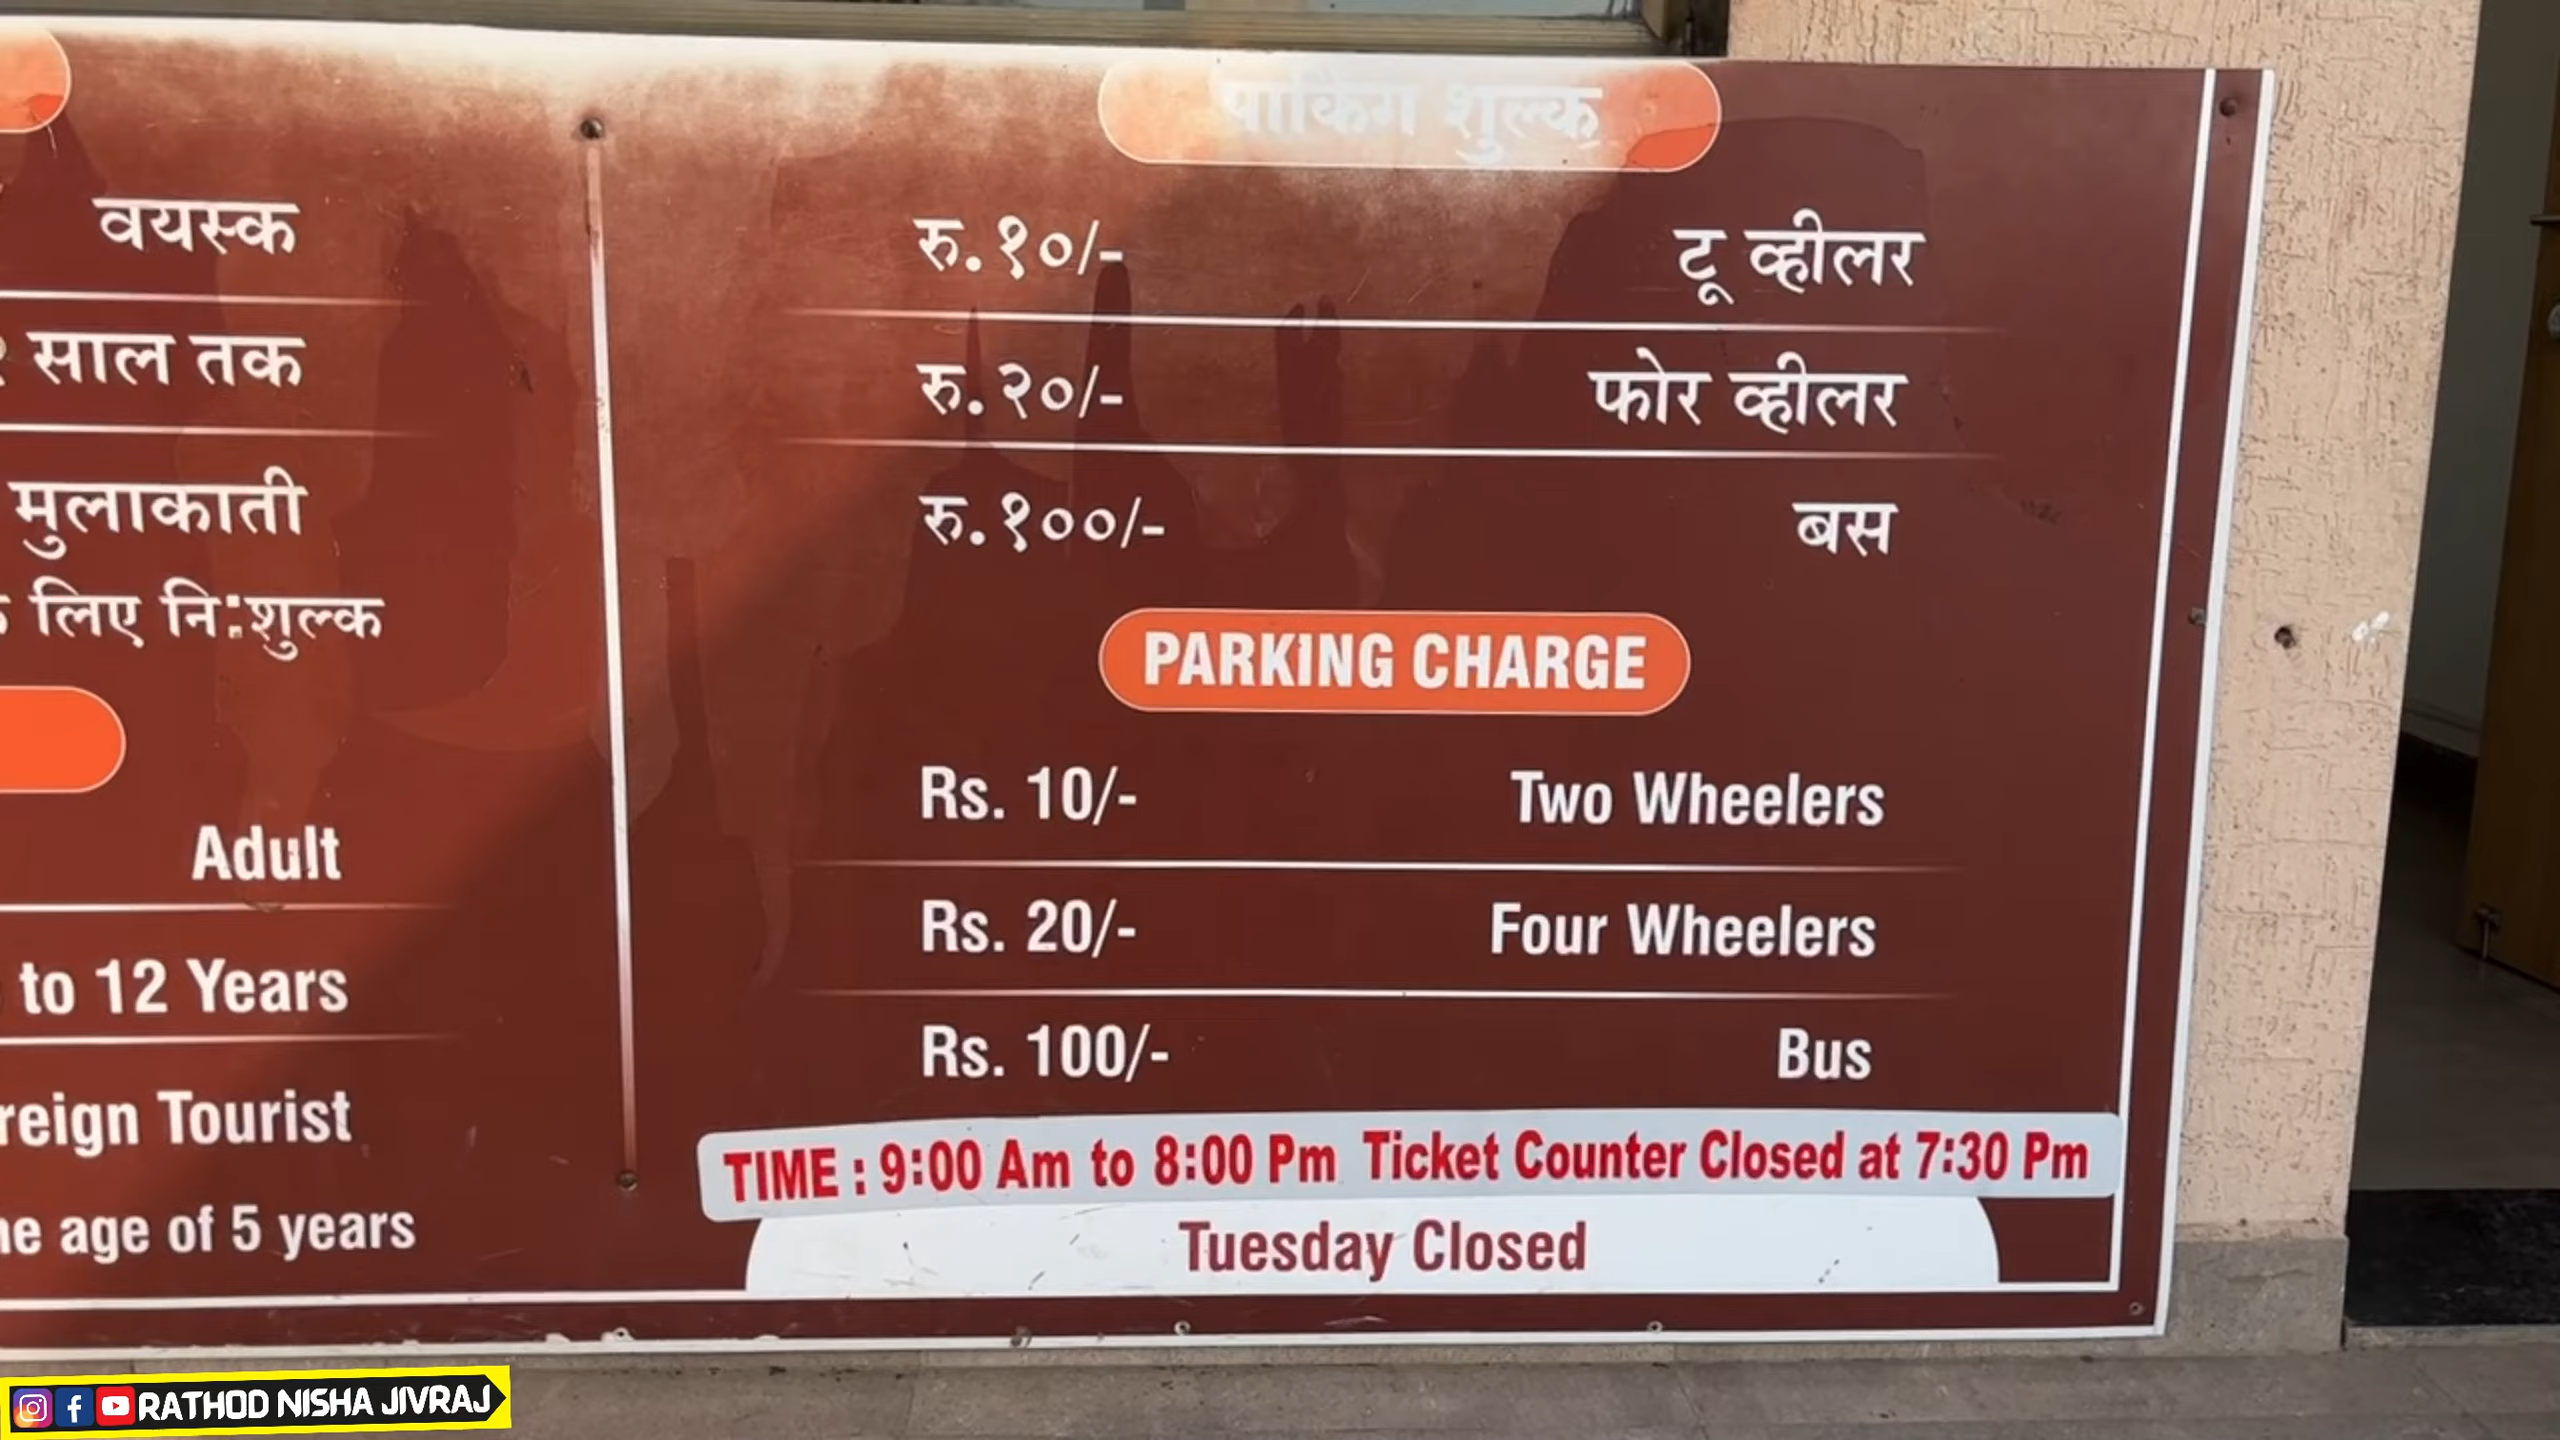 वयस्क
साल तक
मुलाकाती
लिए नि:शुल्क
Adult
to 12 Years
reign Tourist
age of 5 years
पार्किंग शुल्क
रु.१०/- टू व्हीलर
रु.२०/- फोर व्हीलर
रु.१००/- बस
PARKING CHARGE
Rs. 10/- Two Wheelers
Rs. 20/- Four Wheelers
Rs. 100/- Bus
TIME : 9:00 Am to 8:00 Pm Ticket Counter Closed at 7:30 Pm
Tuesday Closed
RATHOD NISHA JIVRAJ